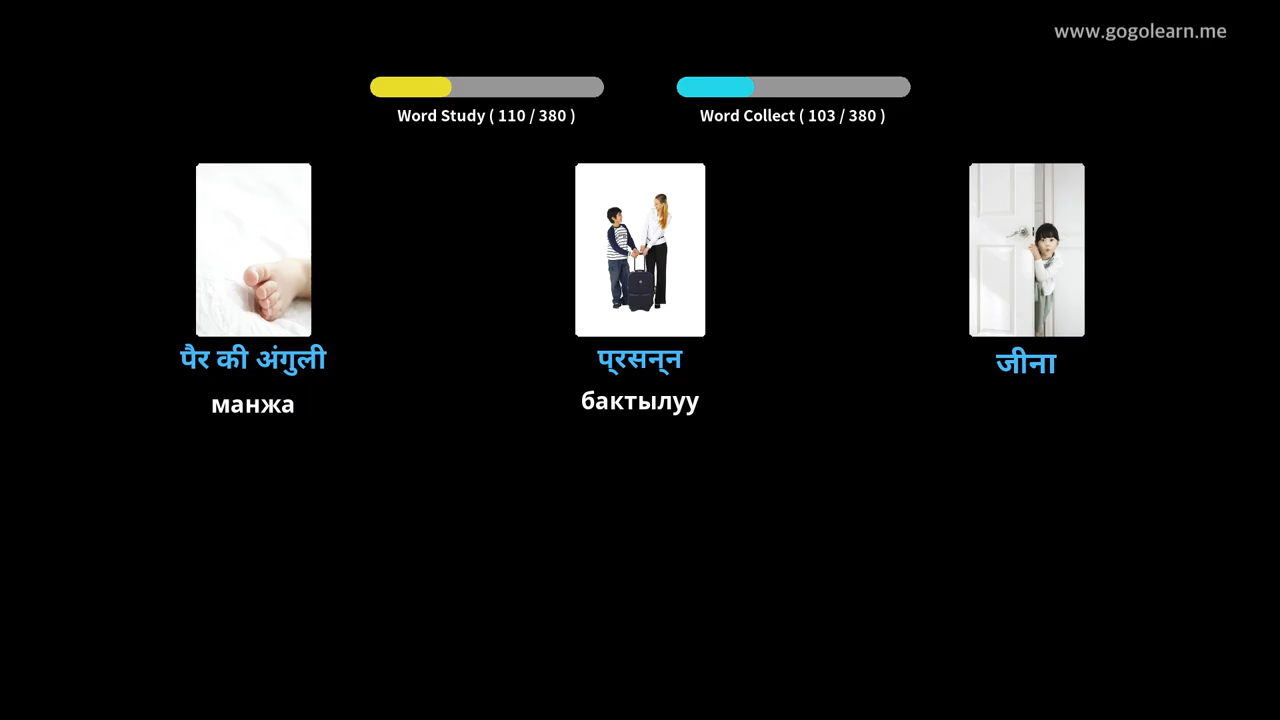 www.gogolearn.me
Word Study ( 110 / 380 )
Word Collect ( 103 / 380 )
पैर की अंगुली
манжа
प्रसन्न
бактылуу
जीना